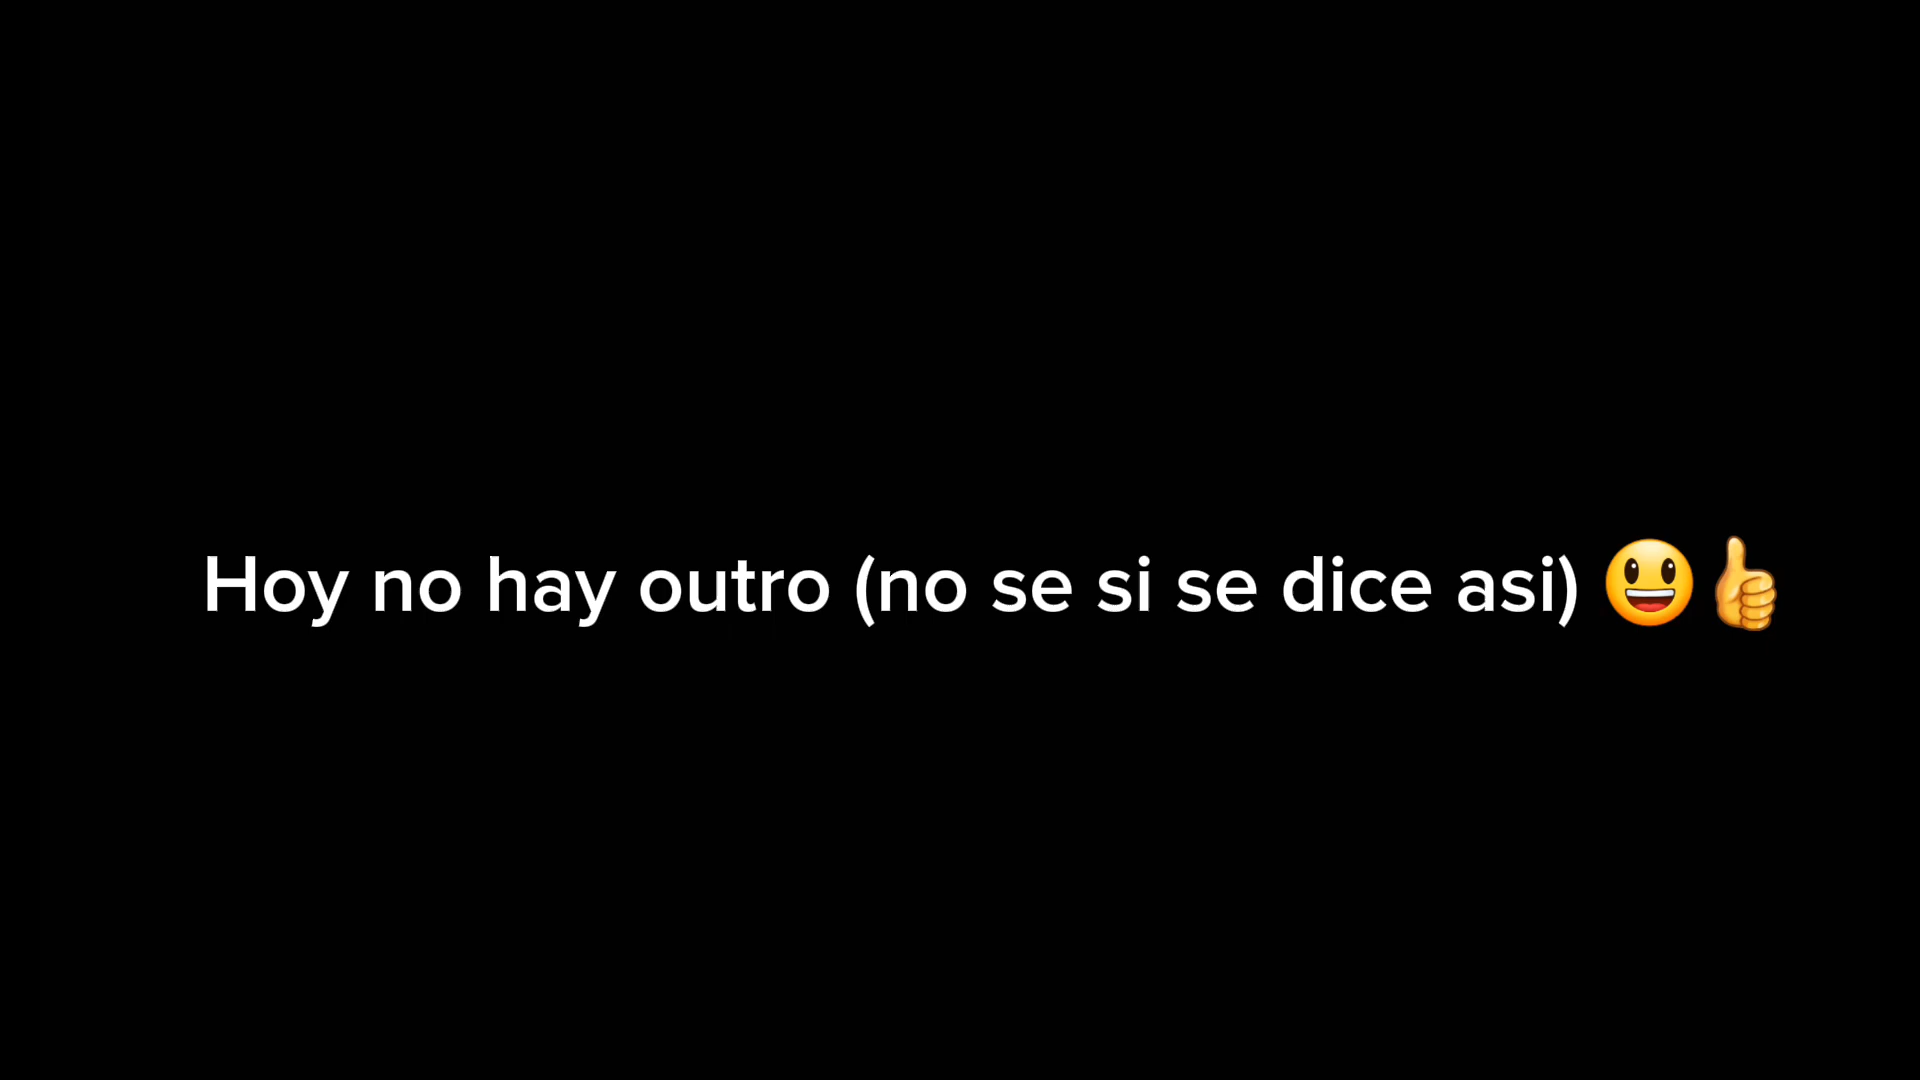 Hoy no hay outro (no se si se dice asi) 😃👍